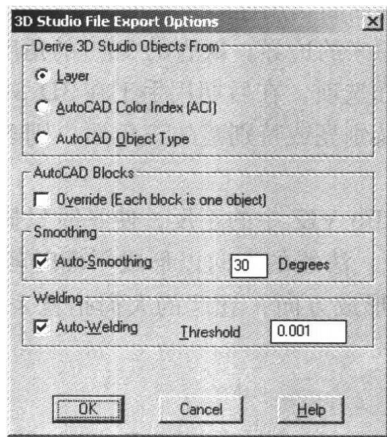 3D Studio File Export Options
Derive 3D Studio Objects From
Layer
AutoCAD Color Index (ACI)
AutoCAD Object Type
AutoCAD Blocks
Override (Each block is one object)
Smoothing
Auto-Smoothing 30 Degrees
Welding
Auto-Welding Threshold 0.001
OK Cancel Help